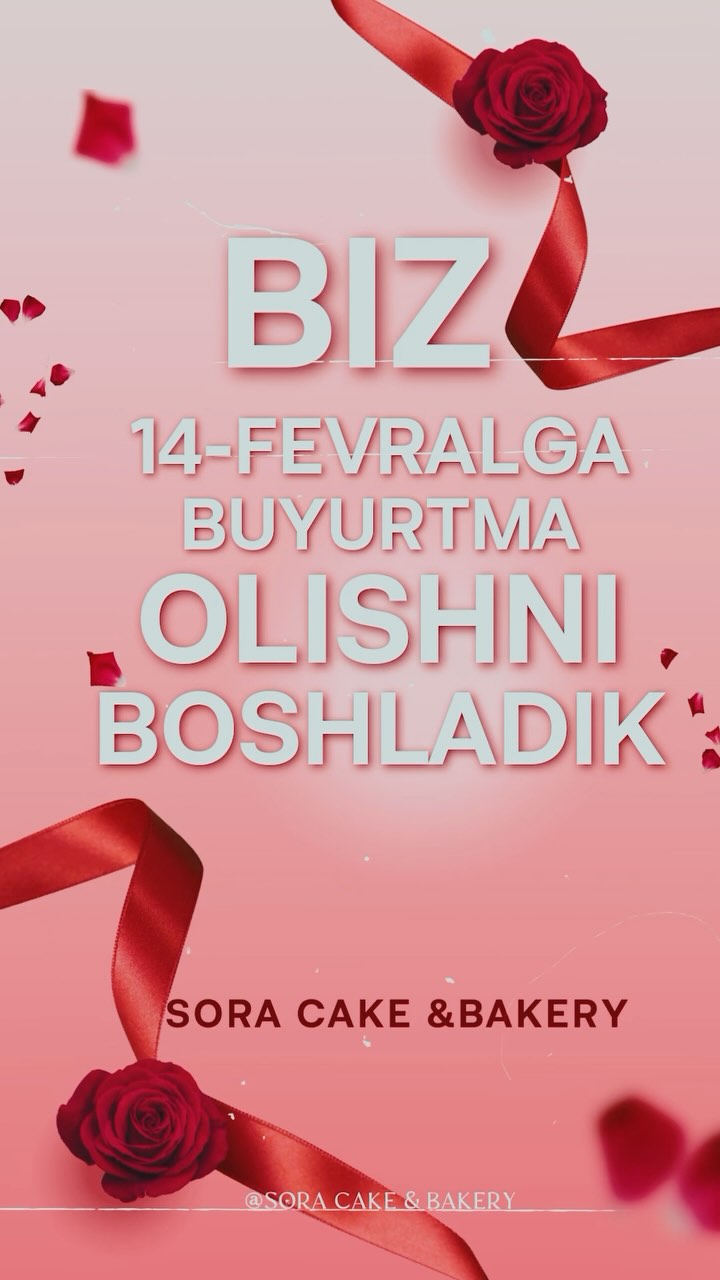 BIZ
14-FEVRALGA
BUYURTMA
OLISHNI
BOSHLADIK
SORA CAKE &BAKERY
@SORA CAKE & BAKERY